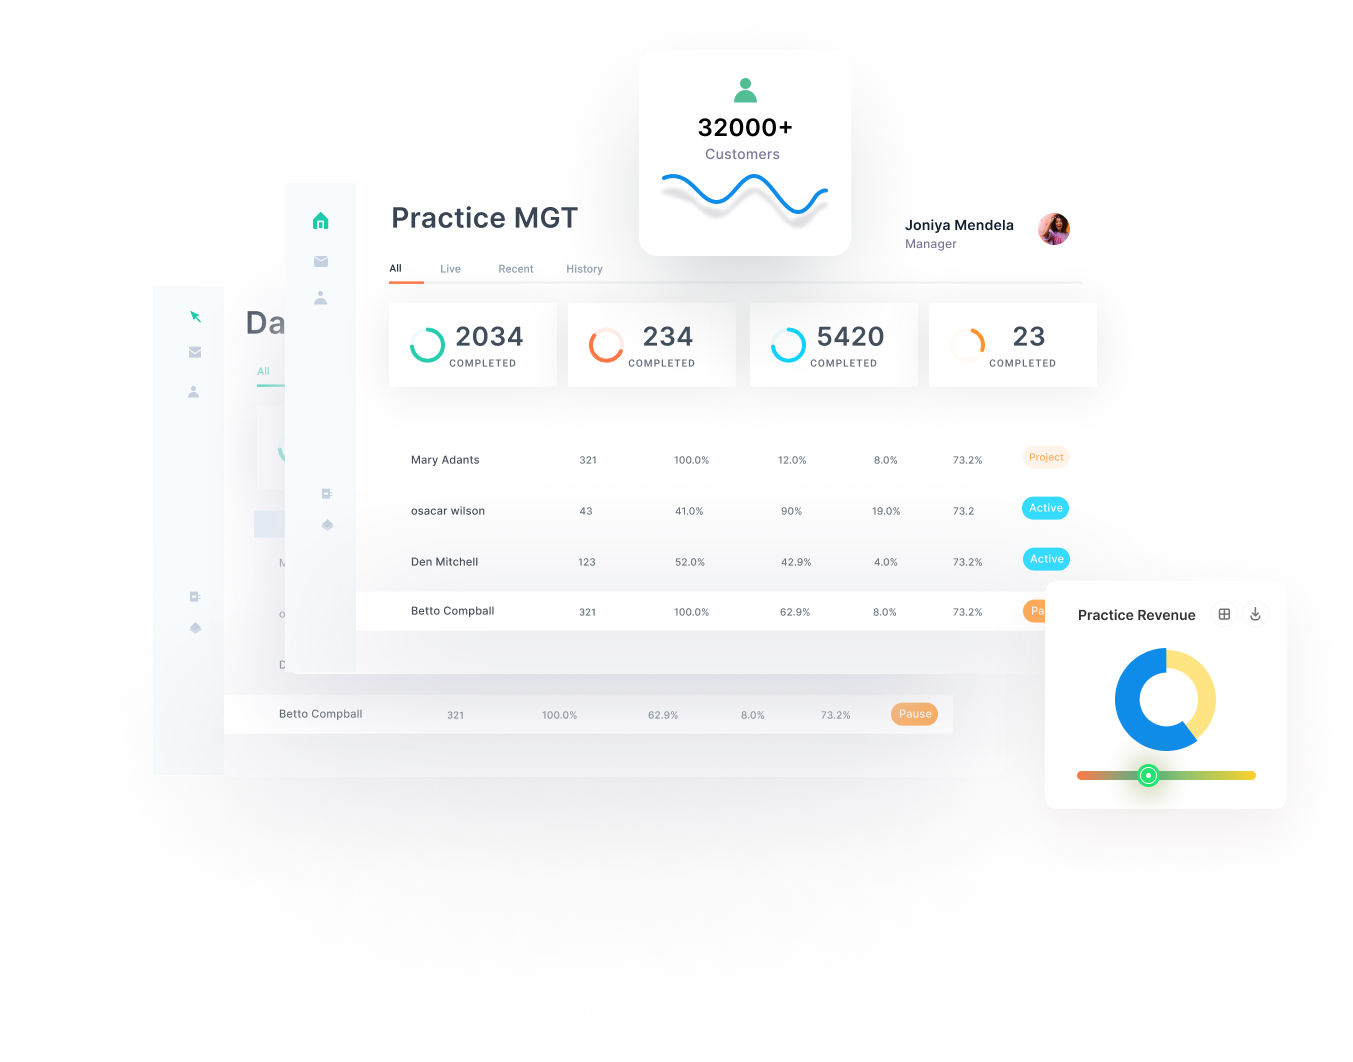 32000+
Customers
Practice MGT
Joniya Mendela
Manager
All
Live
Recent
History
2034
COMPLETED
234
COMPLETED
5420
COMPLETED
23
COMPLETED
Mary Adants 321 100.0% 12.0% 8.0% 73.2% Project
osacar wilson 43 41.0% 90% 19.0% 73.2 Active
Den Mitchell 123 52.0% 42.9% 4.0% 73.2% Active
Betto Compball 321 100.0% 62.9% 8.0% 73.2% Pa
Practice Revenue
Da
All
M
o
D
Betto Compball 321 100.0% 62.9% 8.0% 73.2% Pause